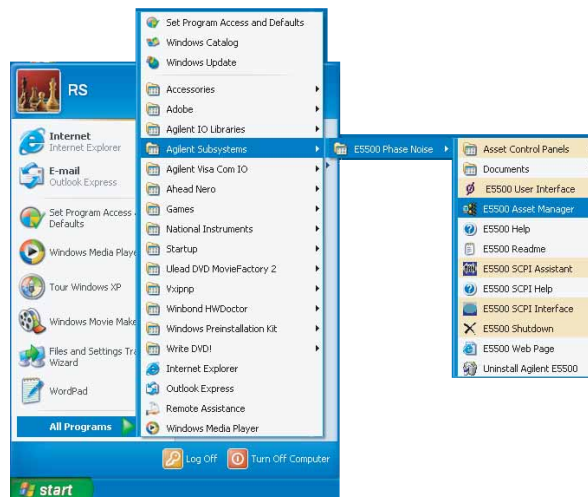 RS
Internet
Internet Explorer
E-mail
Outlook Express
Set Program Access
Defaults
Windows Media Playe
Tour Windows XP
Windows Movie Make
Files and Settings Tra
Wizard
WordPad
All Programs
Set Program Access and Defaults
Windows Catalog
Windows Update
Accessories
Adobe
Agilent IO Libraries
Agilent Subsystems
Agilent Visa Com IO
Ahead Nero
Games
National Instruments
Startup
Ulead DVD MovieFactory 2
Vxipnp
Winbond HWDoctor
Windows Preinstallation Kit
Write DVD!
Internet Explorer
Outlook Express
Remote Assistance
Windows Media Player
E5500 Phase Noise
Asset Control Panels
Documents
E5500 User Interface
E5500 Asset Manager
E5500 Help
E5500 Readme
E5500 SCPI Assistant
E5500 SCPI Help
E5500 SCPI Interface
E5500 Shutdown
E5500 Web Page
Uninstall Agilent E5500
Log Off
Turn Off Computer
start